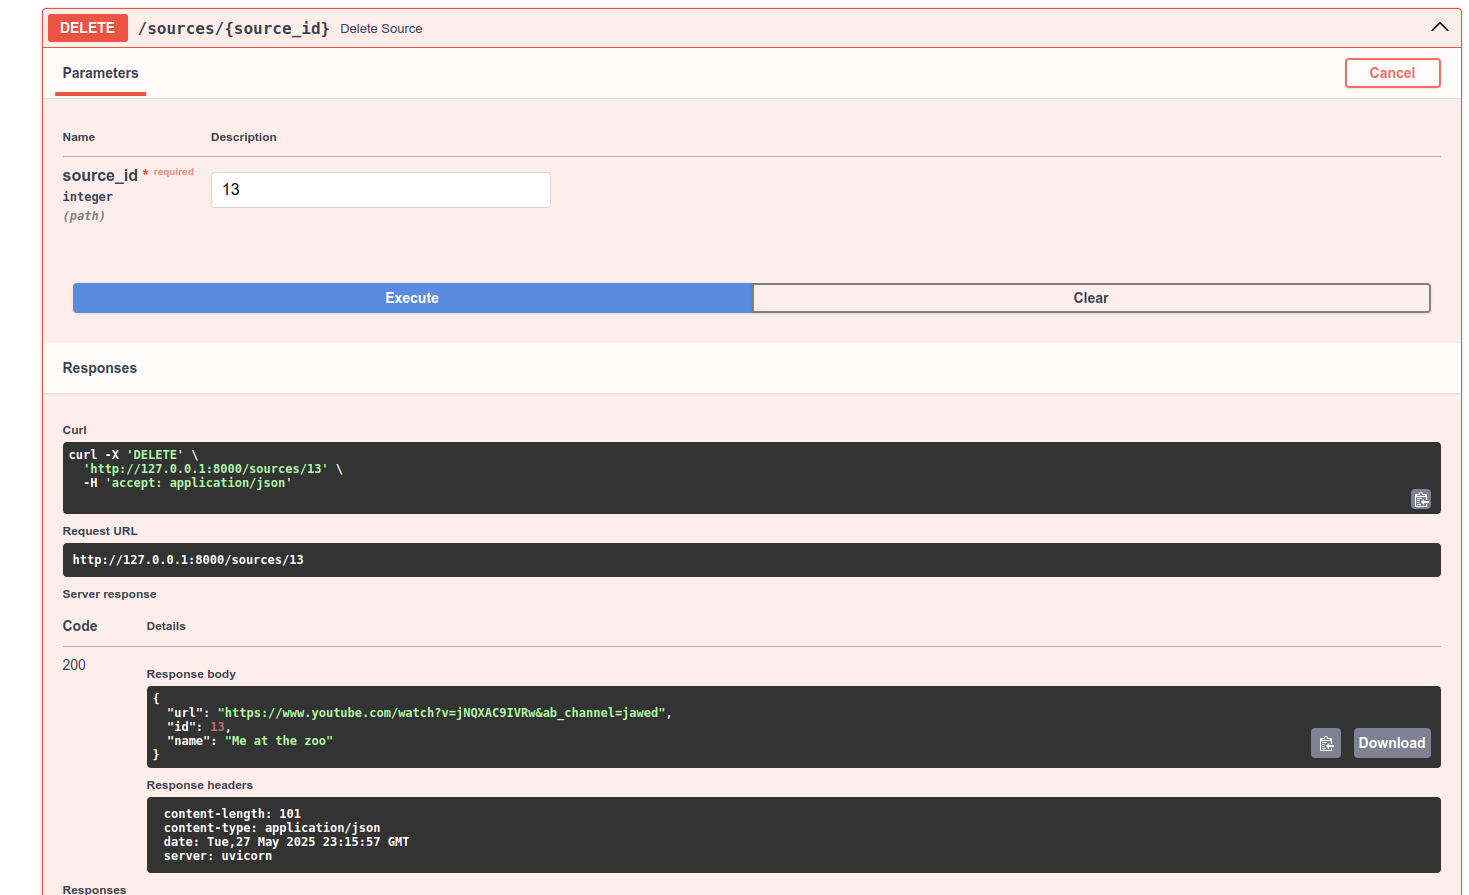 DELETE /sources/{source_id} Delete Source
Parameters
Cancel
Name Description
source_id * required
integer
(path)
13
Execute Clear
Responses
Curl
curl -X 'DELETE' \
  'http://127.0.0.1:8000/sources/13' \
  -H 'accept: application/json'
Request URL
http://127.0.0.1:8000/sources/13
Server response
Code Details
200
Response body
{
  "url": "https://www.youtube.com/watch?v=jNQXAC9IVRw&ab_channel=jawed",
  "id": 13,
  "name": "Me at the zoo"
}
Download
Response headers
content-length: 101
content-type: application/json
date: Tue,27 May 2025 23:15:57 GMT
server: uvicorn
Responses